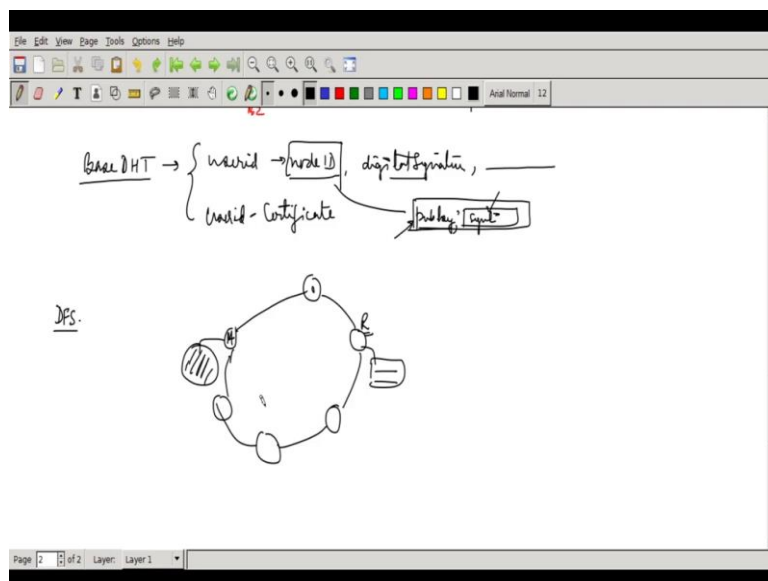 File Edit View Page Tools Options Help
T Arial Normal 12
Base DHT → userid → node ID, digital Signature,
userid - Certificate pubkey
DFS.
R
Page 2 of 2 Layer: Layer 1